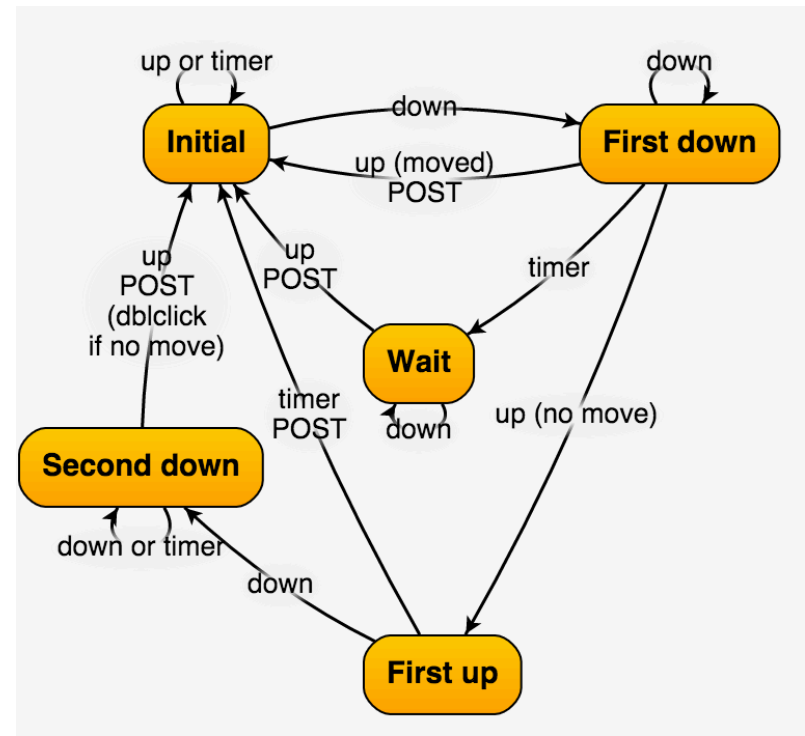 up or timer
down
Initial
down
First down
up (moved)
POST
up
POST
timer
up
POST
(dblclick
if no move)
Wait
timer
POST
down
up (no move)
Second down
down or timer
down
First up